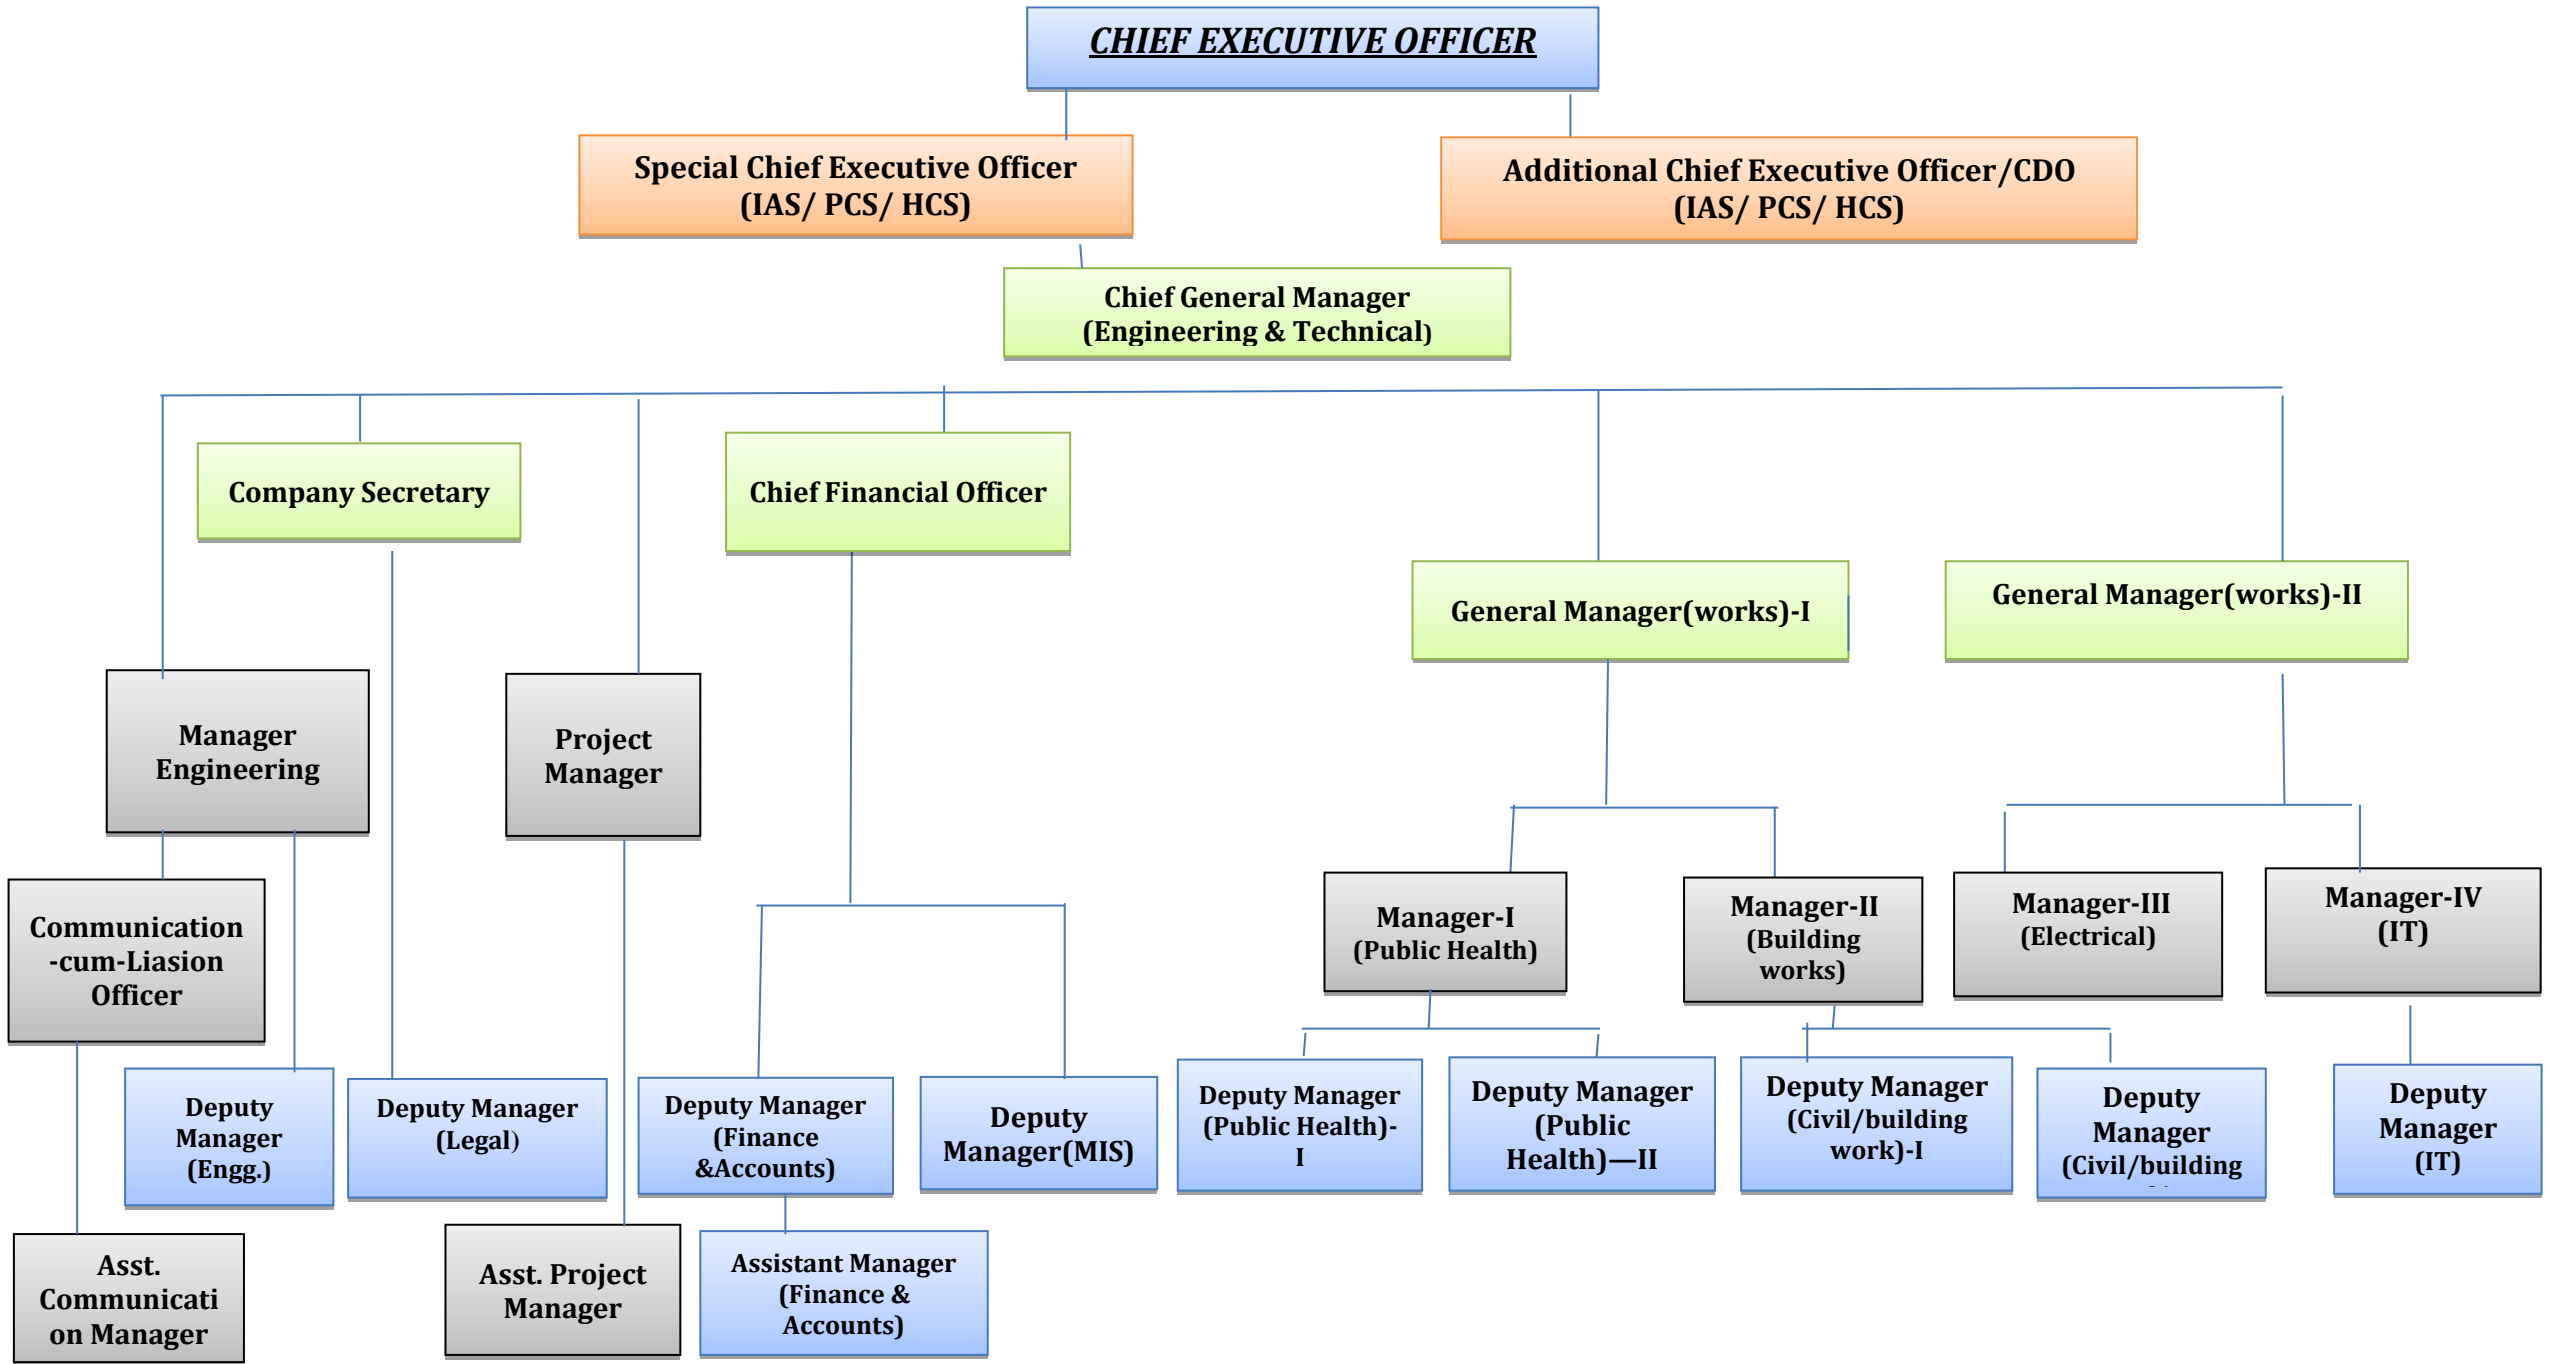 CHIEF EXECUTIVE OFFICER
Special Chief Executive Officer
(IAS/ PCS/ HCS)
Additional Chief Executive Officer/CDO
(IAS/ PCS/ HCS)
Chief General Manager
(Engineering & Technical)
Company Secretary
Chief Financial Officer
General Manager(works)-I
General Manager(works)-II
Manager
Engineering
Project
Manager
Communication
-cum-Liasion
Officer
Manager-I
(Public Health)
Manager-II
(Building
works)
Manager-III
(Electrical)
Manager-IV
(IT)
Deputy
Manager
(Engg.)
Deputy Manager
(Legal)
Deputy Manager
(Finance
&Accounts)
Deputy
Manager(MIS)
Deputy Manager
(Public Health)-
I
Deputy Manager
(Public
Health)—II
Deputy Manager
(Civil/building
work)-I
Deputy
Manager
(Civil/building
Deputy
Manager
(IT)
Asst.
Communicati
on Manager
Asst. Project
Manager
Assistant Manager
(Finance &
Accounts)